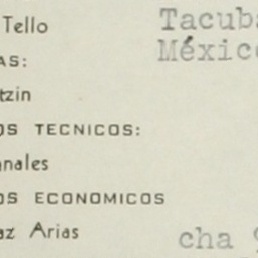 Tello
AS:
tzin
OS TECNICOS:
nales
OS ECONOMICOS
az Arias
Tacuba
México
cha